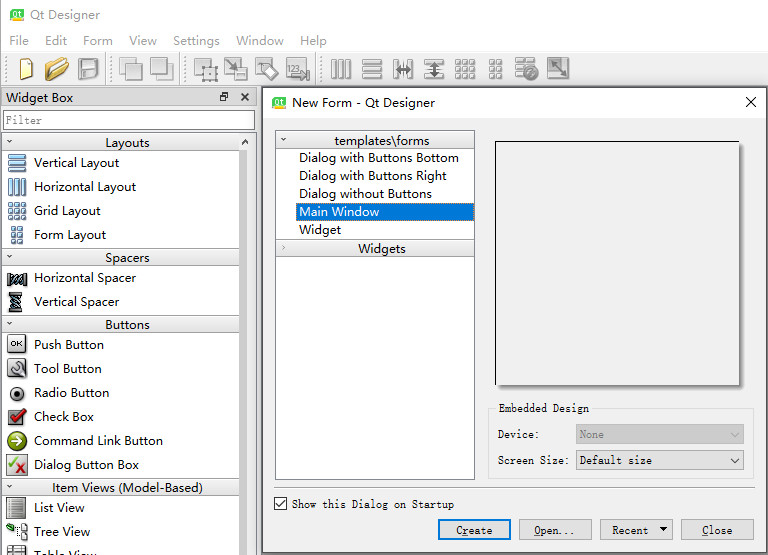 Qt Designer
File Edit Form View Settings Window Help
Widget Box
Filter
Layouts
Vertical Layout
Horizontal Layout
Grid Layout
Form Layout
Spacers
Horizontal Spacer
Vertical Spacer
Buttons
OK Push Button
Tool Button
Radio Button
Check Box
Command Link Button
Dialog Button Box
Item Views (Model-Based)
List View
Tree View
Table View
Qt New Form - Qt Designer
templates\forms
Dialog with Buttons Bottom
Dialog with Buttons Right
Dialog without Buttons
Main Window
Widget
Widgets
Embedded Design
Device: None
Screen Size: Default size
Show this Dialog on Startup
Create Open... Recent Close